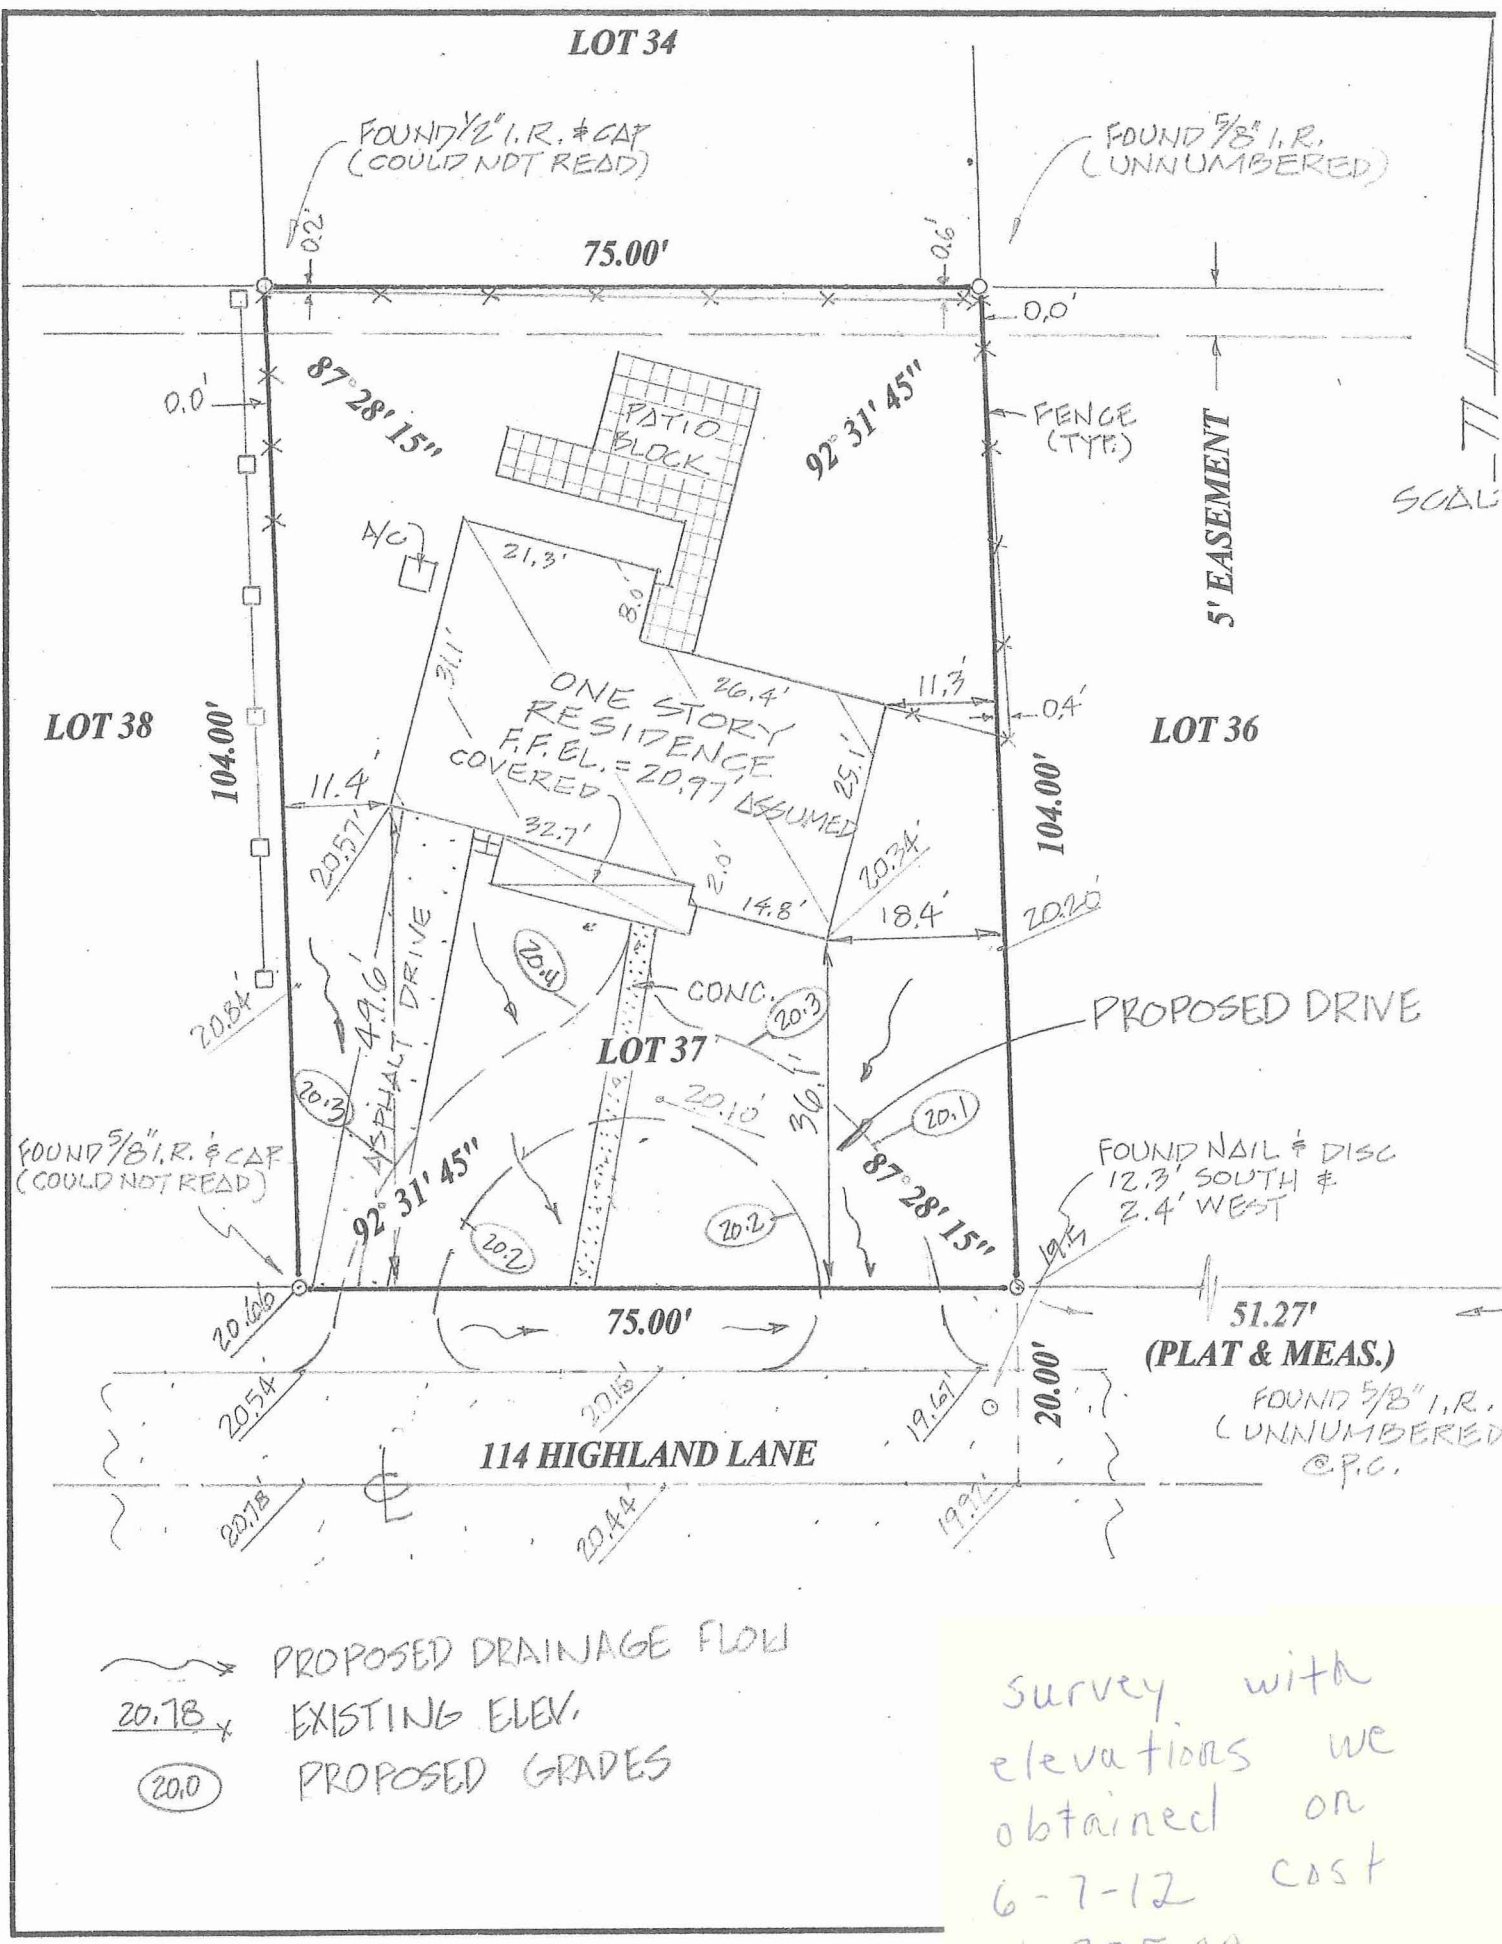 LOT 34
FOUND 1/2" I.R. & CAP
(COULD NOT READ)
FOUND 5/8" I.R.
(UNNUMBERED)
0.2'
75.00'
0.6'
0.0'
87° 28' 15"
92° 31' 45"
0.0'
PATIO
BLOCK
FENCE
(TYP.)
5' EASEMENT
A/C
21.3'
8.0'
31.1'
26.4'
11.3'
0.4'
ONE STORY
RESIDENCE
F.F. EL. = 20.97' ASSUMED
COVERED
LOT 38
104.00'
LOT 36
104.00'
11.4'
20.57'
32.7'
2.0'
25.1'
20.34'
14.8'
18.4'
20.20'
49.6'
ASPHALT DRIVE
20.4
CONC.
20.3
PROPOSED DRIVE
20.84'
LOT 37
36.1'
20.3
20.10'
20.1
FOUND 5/8" I.R. & CAP
(COULD NOT READ)
92° 31' 45"
87° 28' 15"
FOUND NAIL & DISC
12.3' SOUTH &
2.4' WEST
20.2
20.2
19.5
20.66
75.00'
51.27'
(PLAT & MEAS.)
20.00'
20.54'
20.15'
19.67'
FOUND 5/8" I.R.
(UNNUMBERED
@ P.C.
114 HIGHLAND LANE
20.78'
CL
20.44'
19.92'
PROPOSED DRAINAGE FLOW
20.78 x EXISTING ELEV.
20.0 PROPOSED GRADES
survey with
elevations we
obtained on
6-7-12 cost